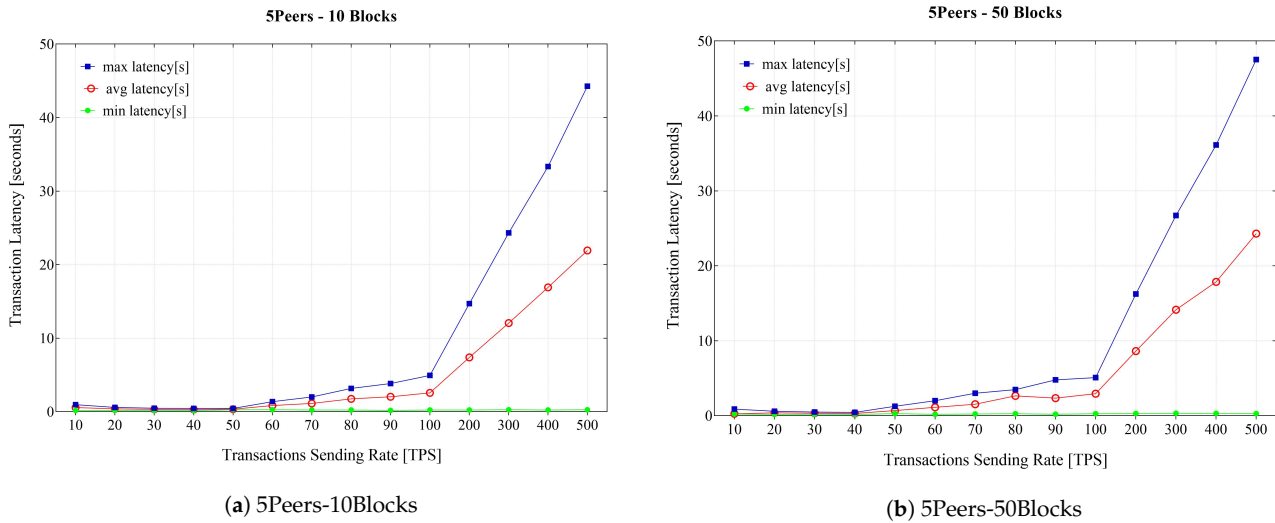 5Peers - 10 Blocks
50
40
30
20
10
0
max latency[s]
avg latency[s]
min latency[s]
Transaction Latency [seconds]
10 20 30 40 50 60 70 80 90 100 200 300 400 500
Transactions Sending Rate [TPS]
(a) 5Peers-10Blocks
5Peers - 50 Blocks
50
40
30
20
10
0
max latency[s]
avg latency[s]
min latency[s]
Transaction Latency [seconds]
10 20 30 40 50 60 70 80 90 100 200 300 400 500
Transactions Sending Rate [TPS]
(b) 5Peers-50Blocks